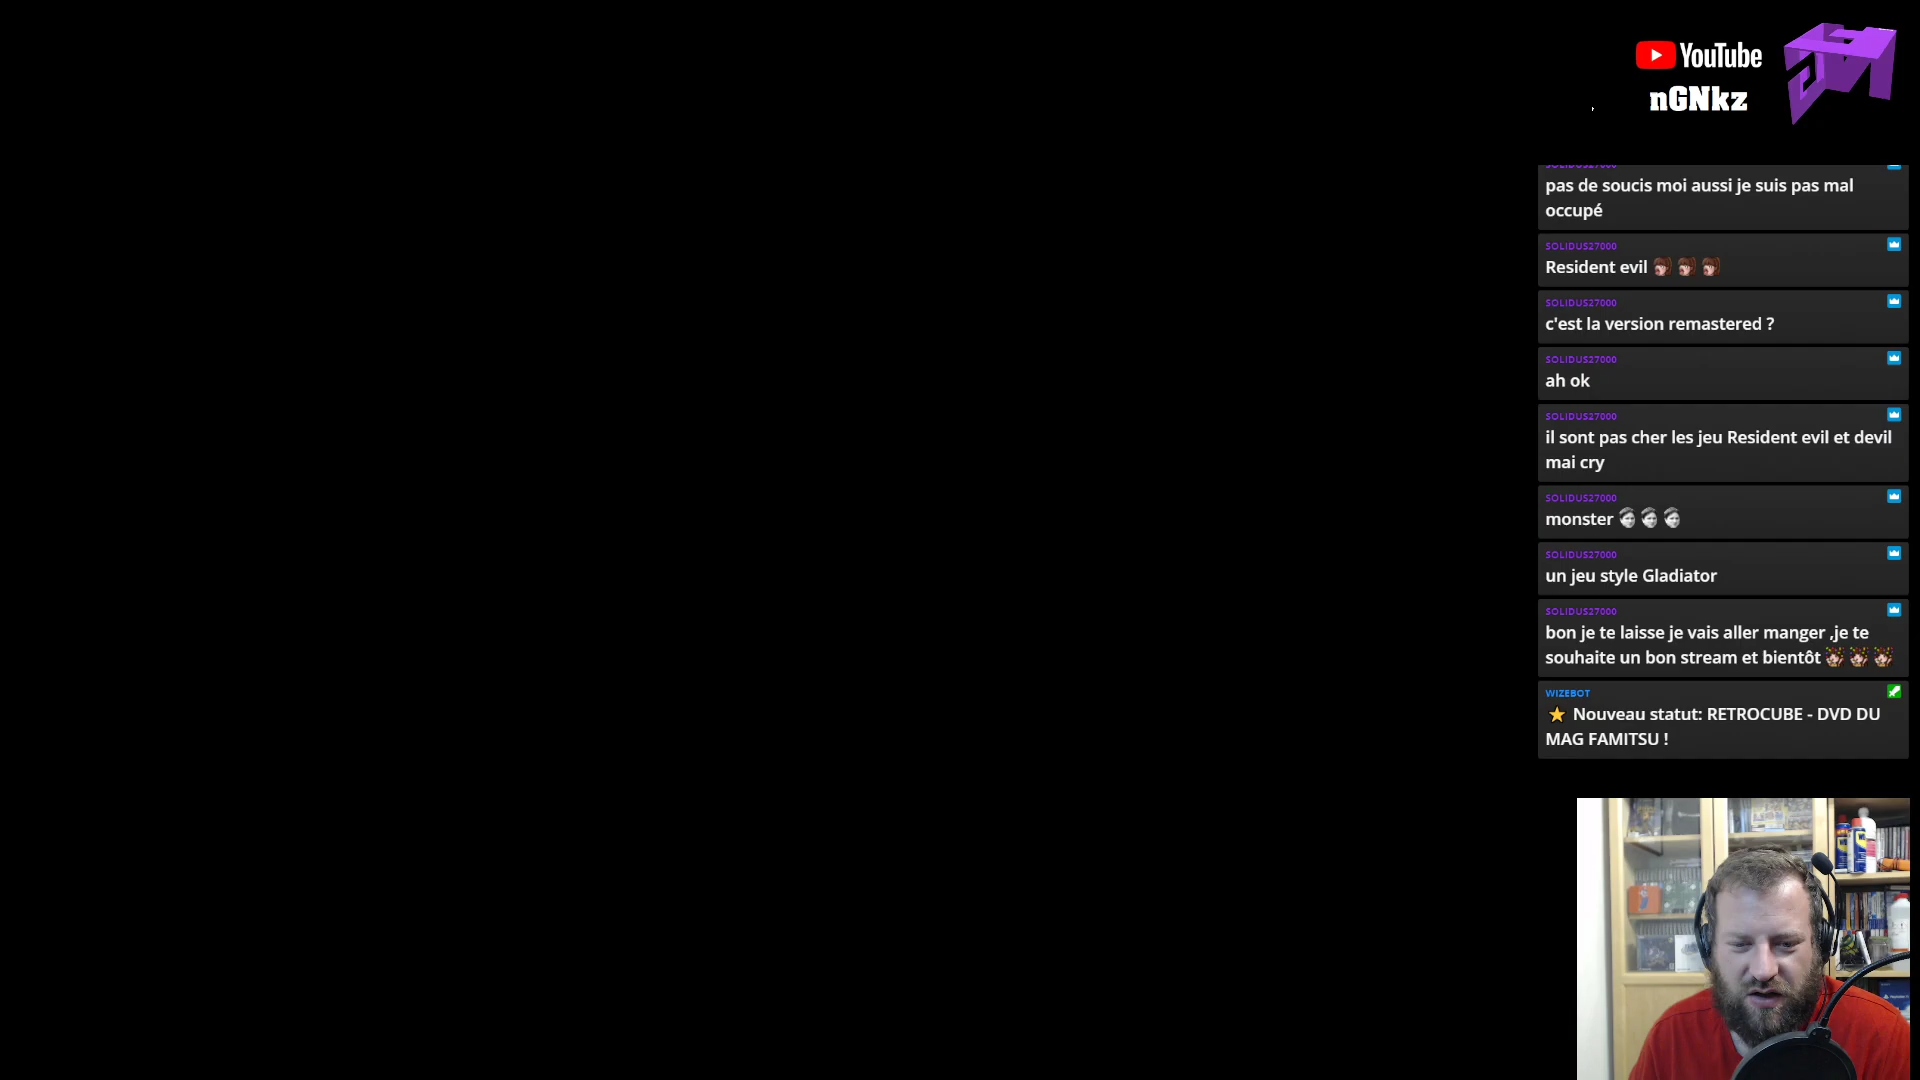 YouTube
nGNkz
SOLIDUS27000
pas de soucis moi aussi je suis pas mal
occupé
SOLIDUS27000
Resident evil
SOLIDUS27000
c'est la version remastered ?
SOLIDUS27000
ah ok
SOLIDUS27000
il sont pas cher les jeu Resident evil et devil
mai cry
SOLIDUS27000
monster
SOLIDUS27000
un jeu style Gladiator
SOLIDUS27000
bon je te laisse je vais aller manger ,je te
souhaite un bon stream et bientôt
WIZEBOT
Nouveau statut: RETROCUBE - DVD DU
MAG FAMITSU !